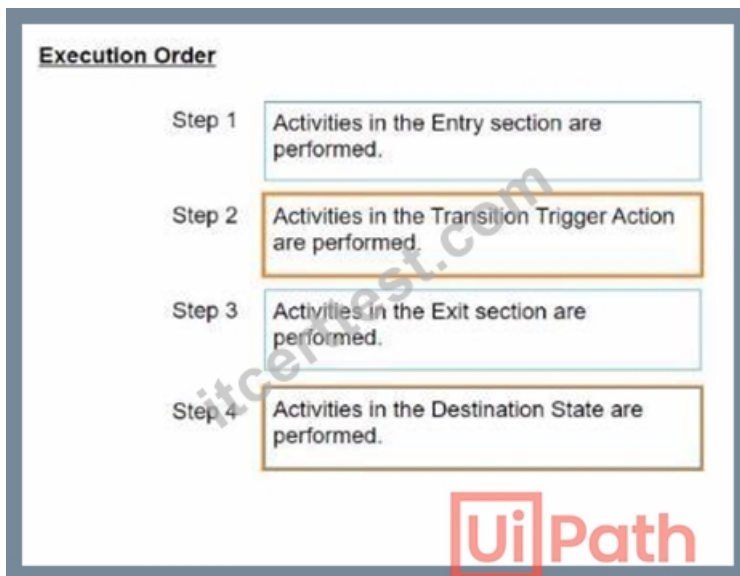 Execution Order
Step 1
Activities in the Entry section are
performed.
Step 2
Activities in the Transition Trigger Action
are performed.
Step 3
Activities in the Exit section are
performed.
Step 4
Activities in the Destination State are
performed.
itcerttest.com
UiPath